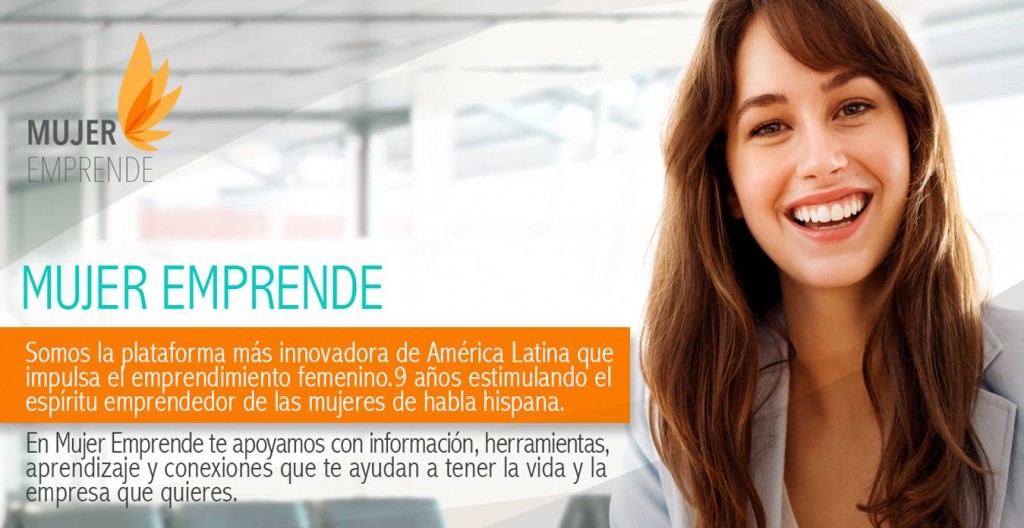 MUJER
EMPRENDE
MUJER EMPRENDE
Somos la plataforma más innovadora de América Latina que
impulsa el emprendimiento femenino.9 años estimulando el
espíritu emprendedor de las mujeres de habla hispana.
En Mujer Emprende te apoyamos con información, herramientas,
aprendizaje y conexiones que te ayudan a tener la vida y la
empresa que quieres.